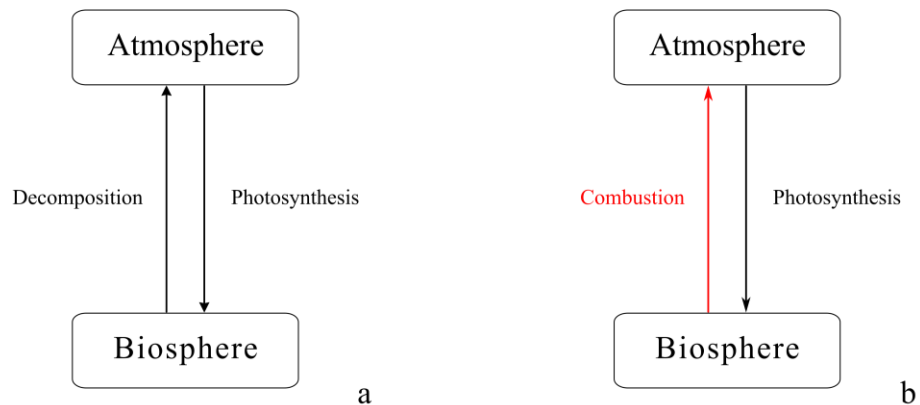 Atmosphere
Decomposition
Photosynthesis
Biosphere
a
Atmosphere
Combustion
Photosynthesis
Biosphere
b